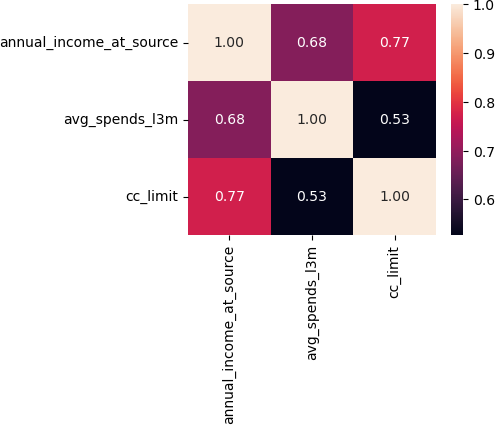 annual_income_at_source 1.00 0.68 0.77
avg_spends_l3m 0.68 1.00 0.53
cc_limit 0.77 0.53 1.00
annual_income_at_source
avg_spends_l3m
cc_limit
1.0
0.9
0.8
0.7
0.6